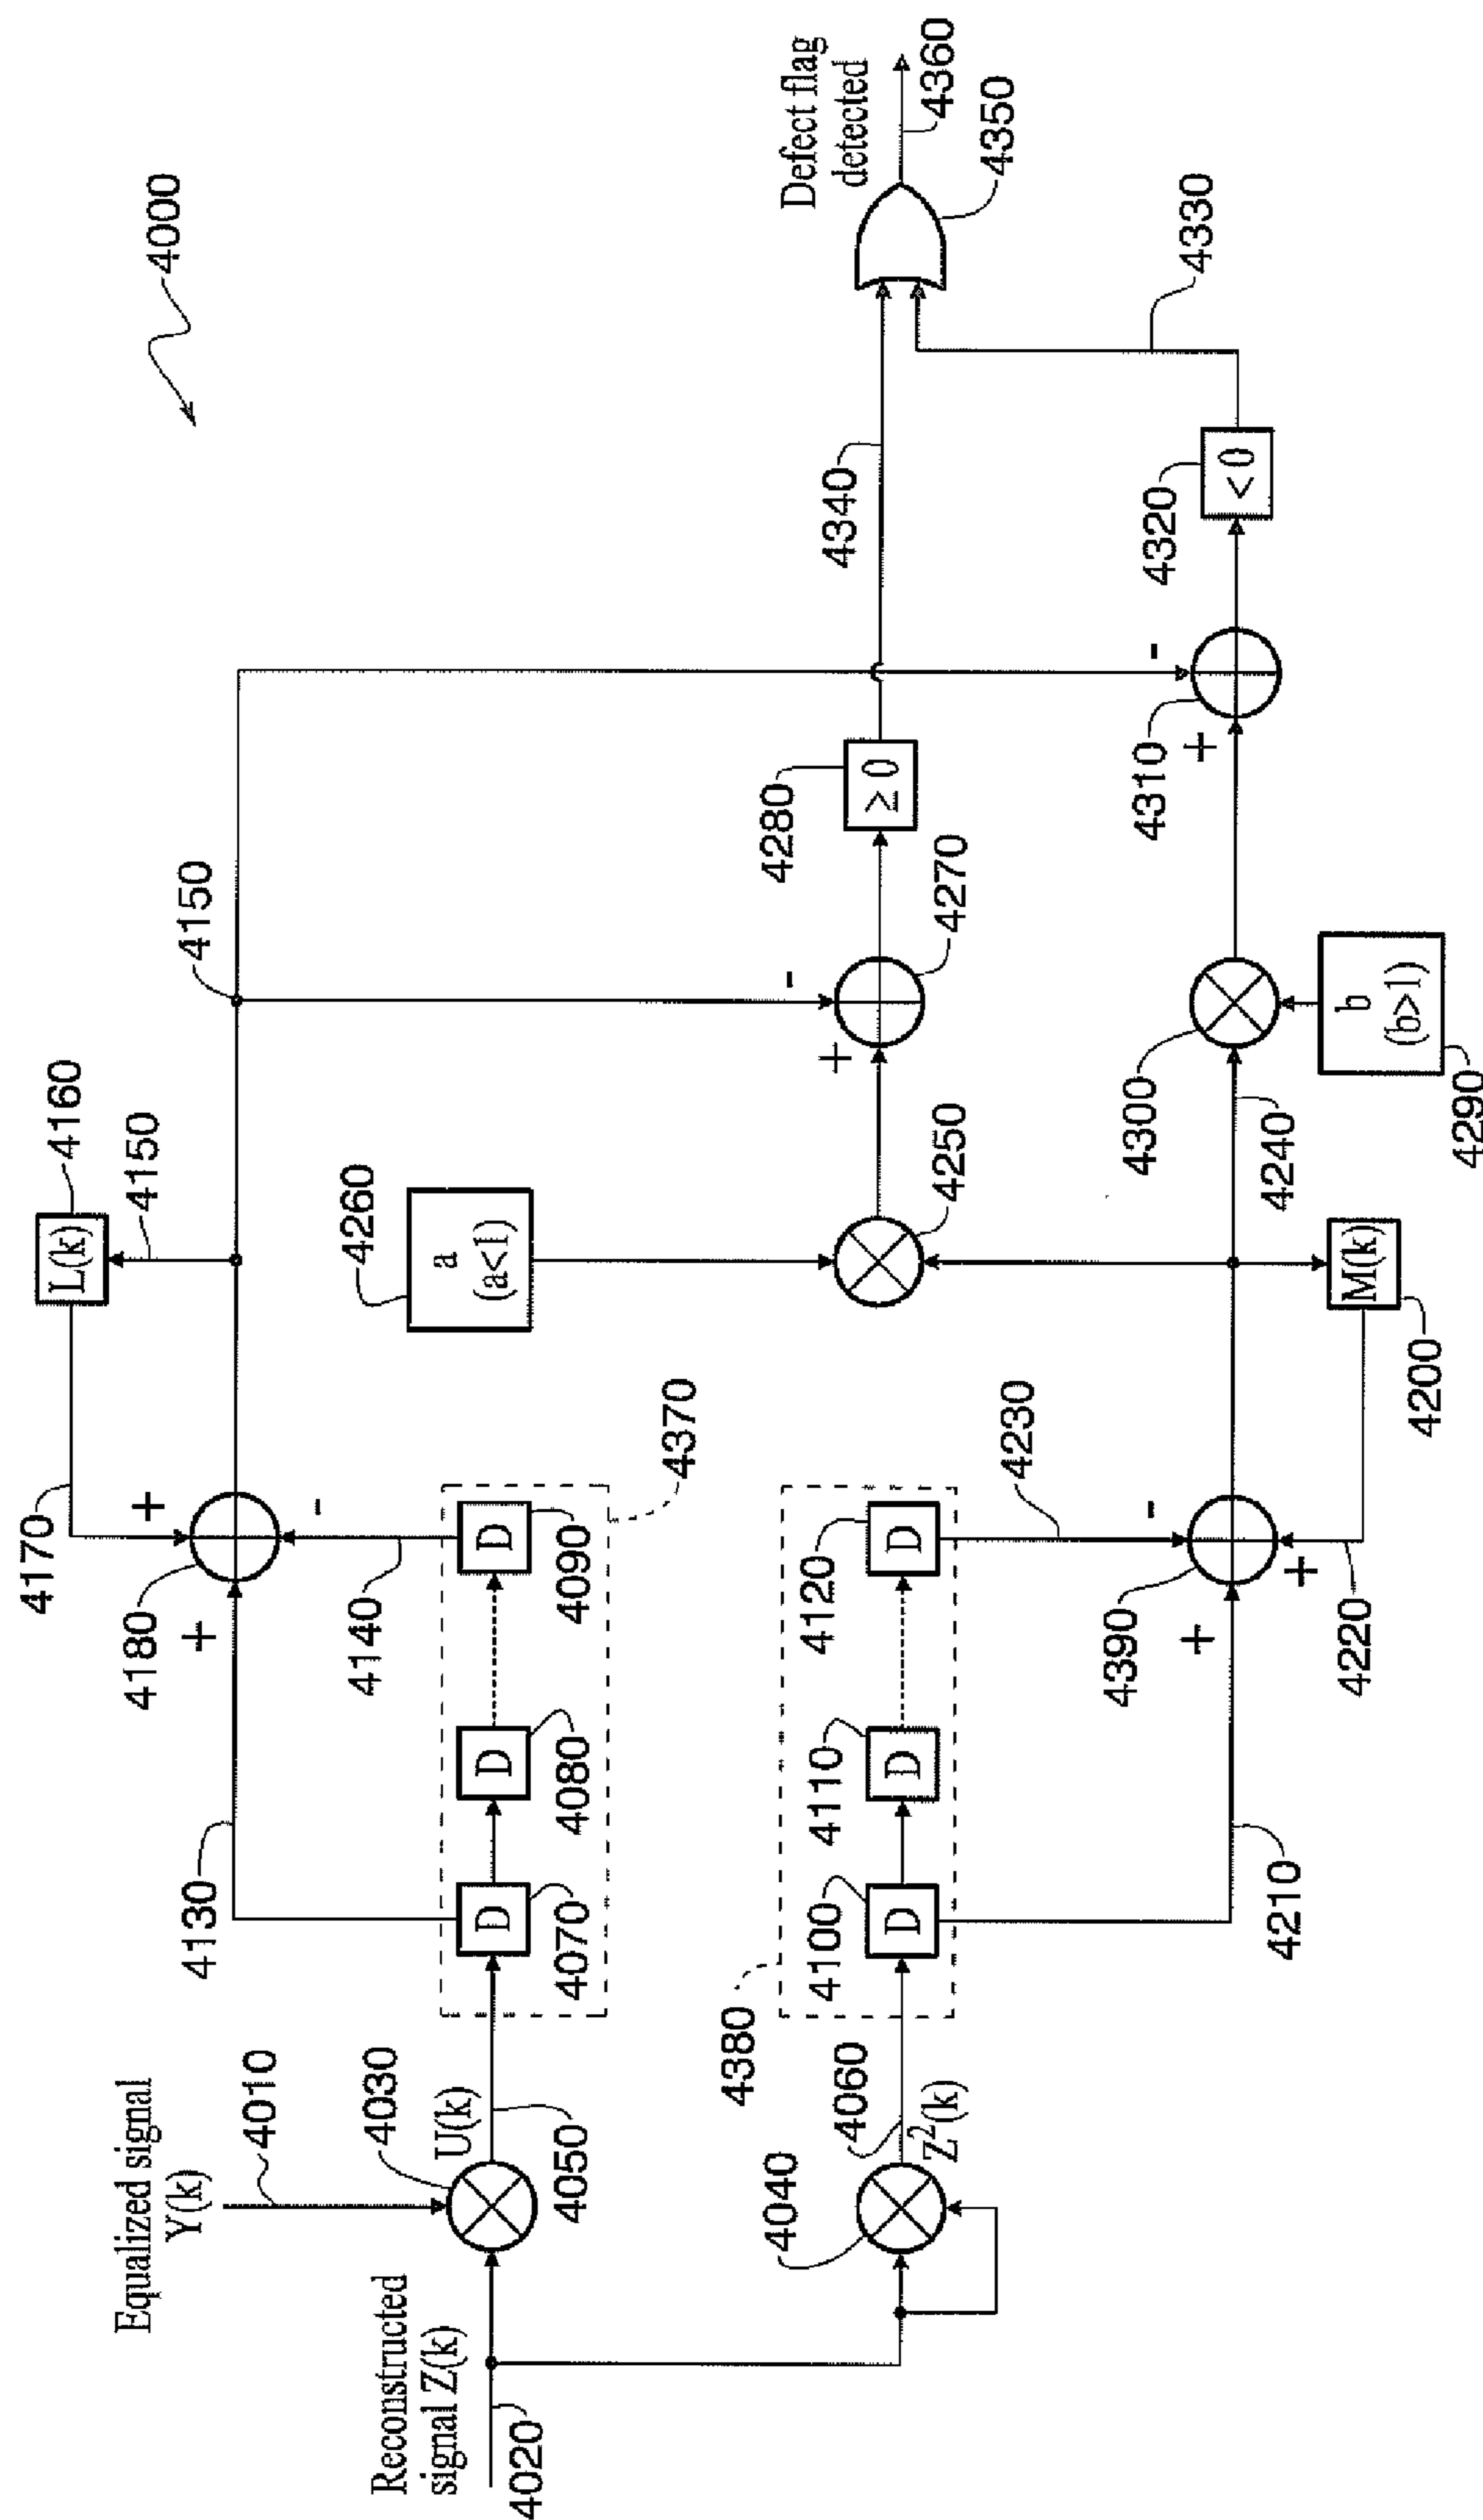 4000
Equalized signal
Y(k)
4010
4030
U(k)
4050
Reconstructed
signal Z(k)
4020
4040
4060
Z²(k)
4130
4070
D
4080
D
4090
D
4370
4140
4180
+
+
-
4170
L(k)
4160
4150
4150
4380
4100
D
4110
D
4120
D
4230
4210
4390
+
-
+
4220
M(k)
4200
4260
a
(a<1)
4250
+
-
4270
4280
≥ 0
4340
4240
4300
b
(b>1)
4290
4310
+
-
4320
< 0
4330
4350
Defect flag
detected
4360